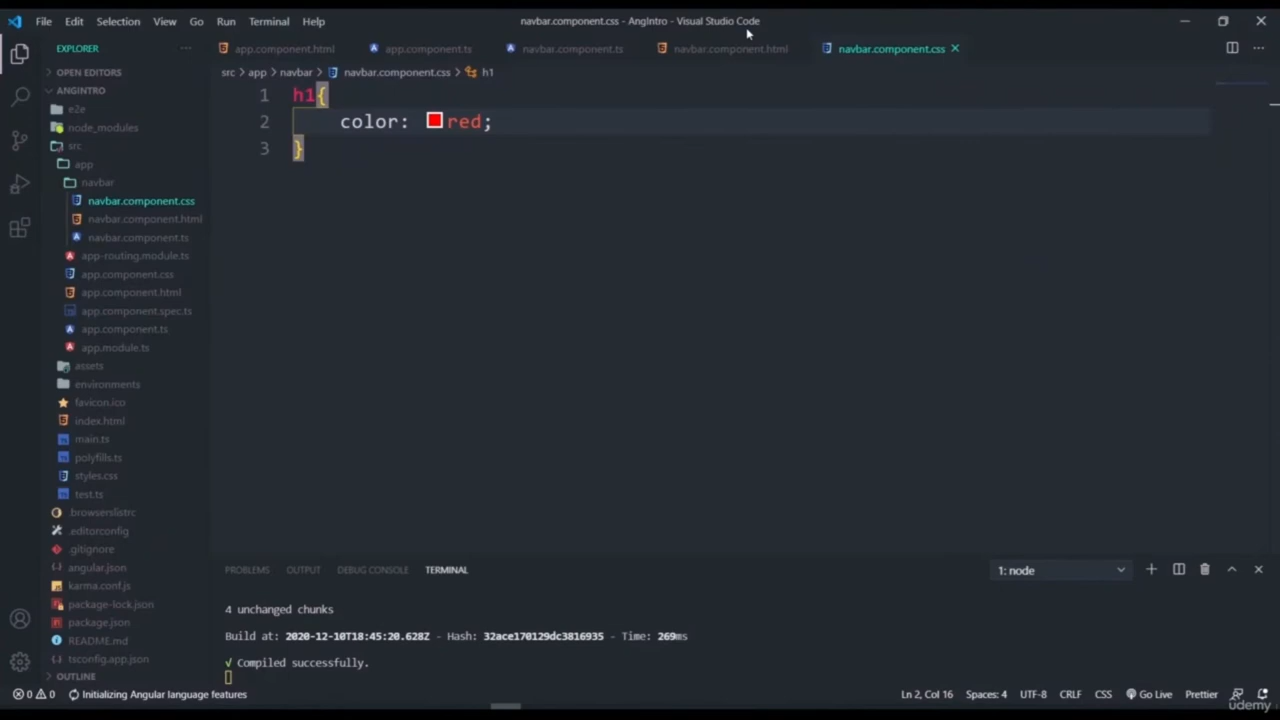 File Edit Selection View Go Run Terminal Help
navbar.component.css - AngIntro - Visual Studio Code
EXPLORER
app.component.html app.component.ts navbar.component.ts navbar.component.html navbar.component.css
OPEN EDITORS
src > app > navbar > navbar.component.css > h1
ANGINTRO
e2e
node_modules
src
app
navbar
navbar.component.css
navbar.component.html
navbar.component.ts
app-routing.module.ts
app.component.css
app.component.html
app.component.spec.ts
app.component.ts
app.module.ts
assets
environments
favicon.ico
index.html
main.ts
polyfills.ts
styles.css
test.ts
.browserslistrc
.editorconfig
.gitignore
angular.json
karma.conf.js
package-lock.json
package.json
README.md
tsconfig.app.json
OUTLINE
1 h1{
2 color: red;
3 }
PROBLEMS OUTPUT DEBUG CONSOLE TERMINAL
1: node
4 unchanged chunks
Build at: 2020-12-10T18:45:20.628Z - Hash: 32ace170129dc3816935 - Time: 269ms
√ Compiled successfully.
0 0 Initializing Angular language features
Ln 2, Col 16 Spaces: 4 UTF-8 CRLF CSS Go Live Prettier
udemy